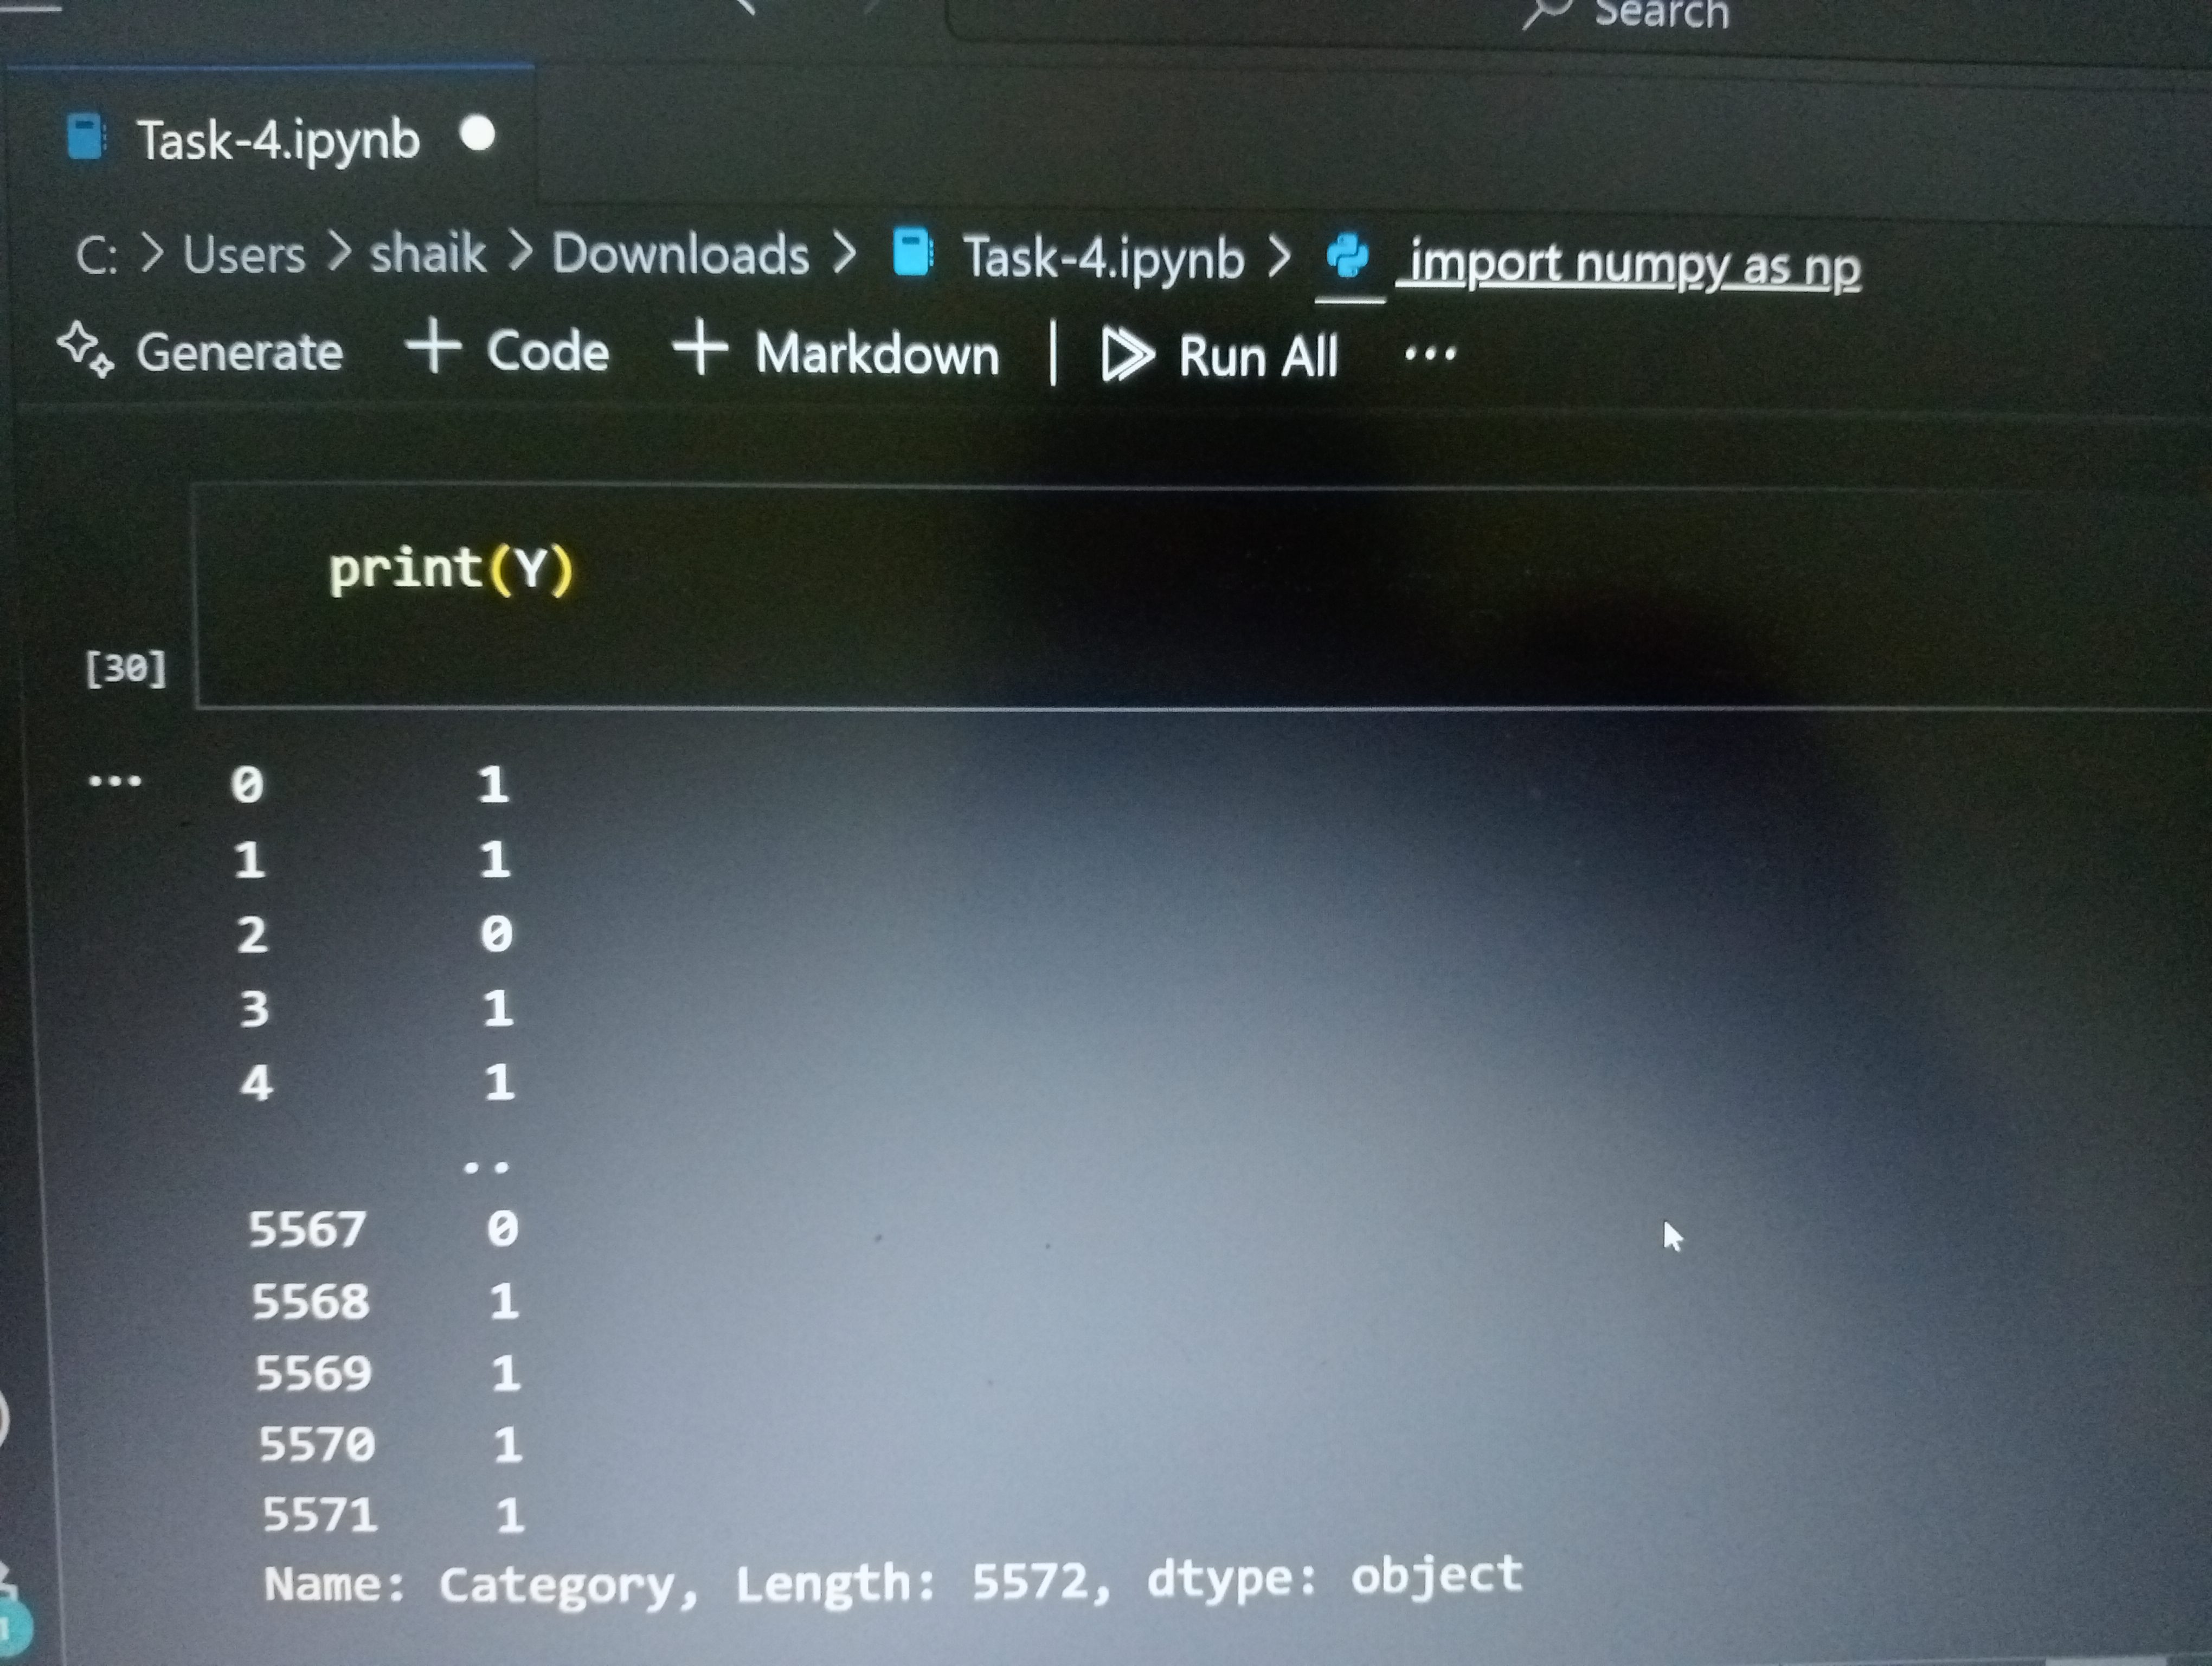 Search
Task-4.ipynb
C: > Users > shaik > Downloads > Task-4.ipynb > import numpy as np
Generate + Code + Markdown | Run All ...
print(Y)
[30]
... 0 1
1 1
2 0
3 1
4 1
..
5567 0
5568 1
5569 1
5570 1
5571 1
Name: Category, Length: 5572, dtype: object
1